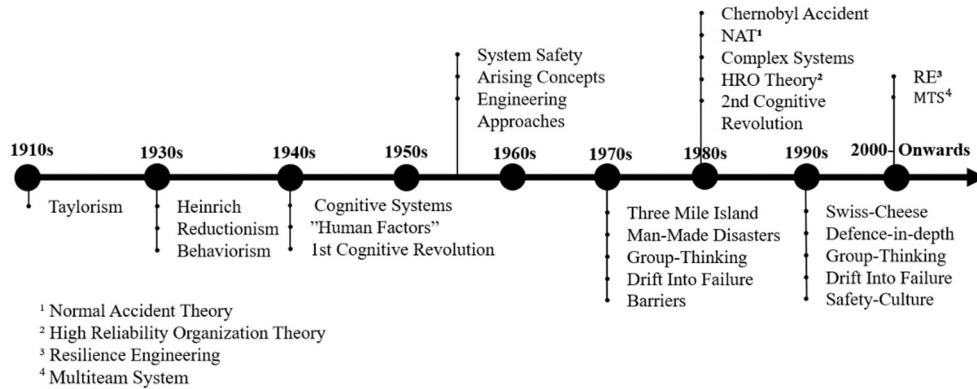 Chernobyl Accident
NAT¹
Complex Systems
HRO Theory²
2nd Cognitive
Revolution
System Safety
Arising Concepts
Engineering
Approaches
RE³
MTS⁴
1910s
1930s
1940s
1950s
1960s
1970s
1980s
1990s
2000- Onwards
Taylorism
Heinrich
Reductionism
Behaviorism
Cognitive Systems
”Human Factors”
1st Cognitive Revolution
Three Mile Island
Man-Made Disasters
Group-Thinking
Drift Into Failure
Barriers
Swiss-Cheese
Defence-in-depth
Group-Thinking
Drift Into Failure
Safety-Culture
¹ Normal Accident Theory
² High Reliability Organization Theory
³ Resilience Engineering
⁴ Multiteam System